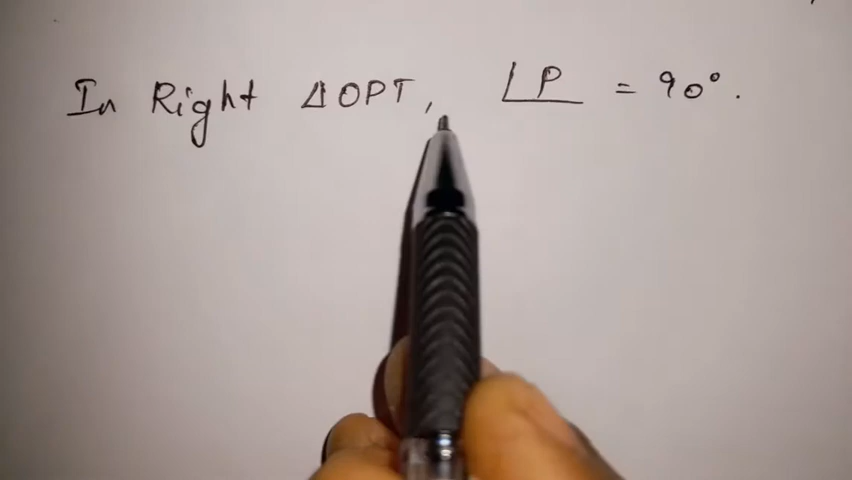 In Right ΔOPT, ∠P = 90°.